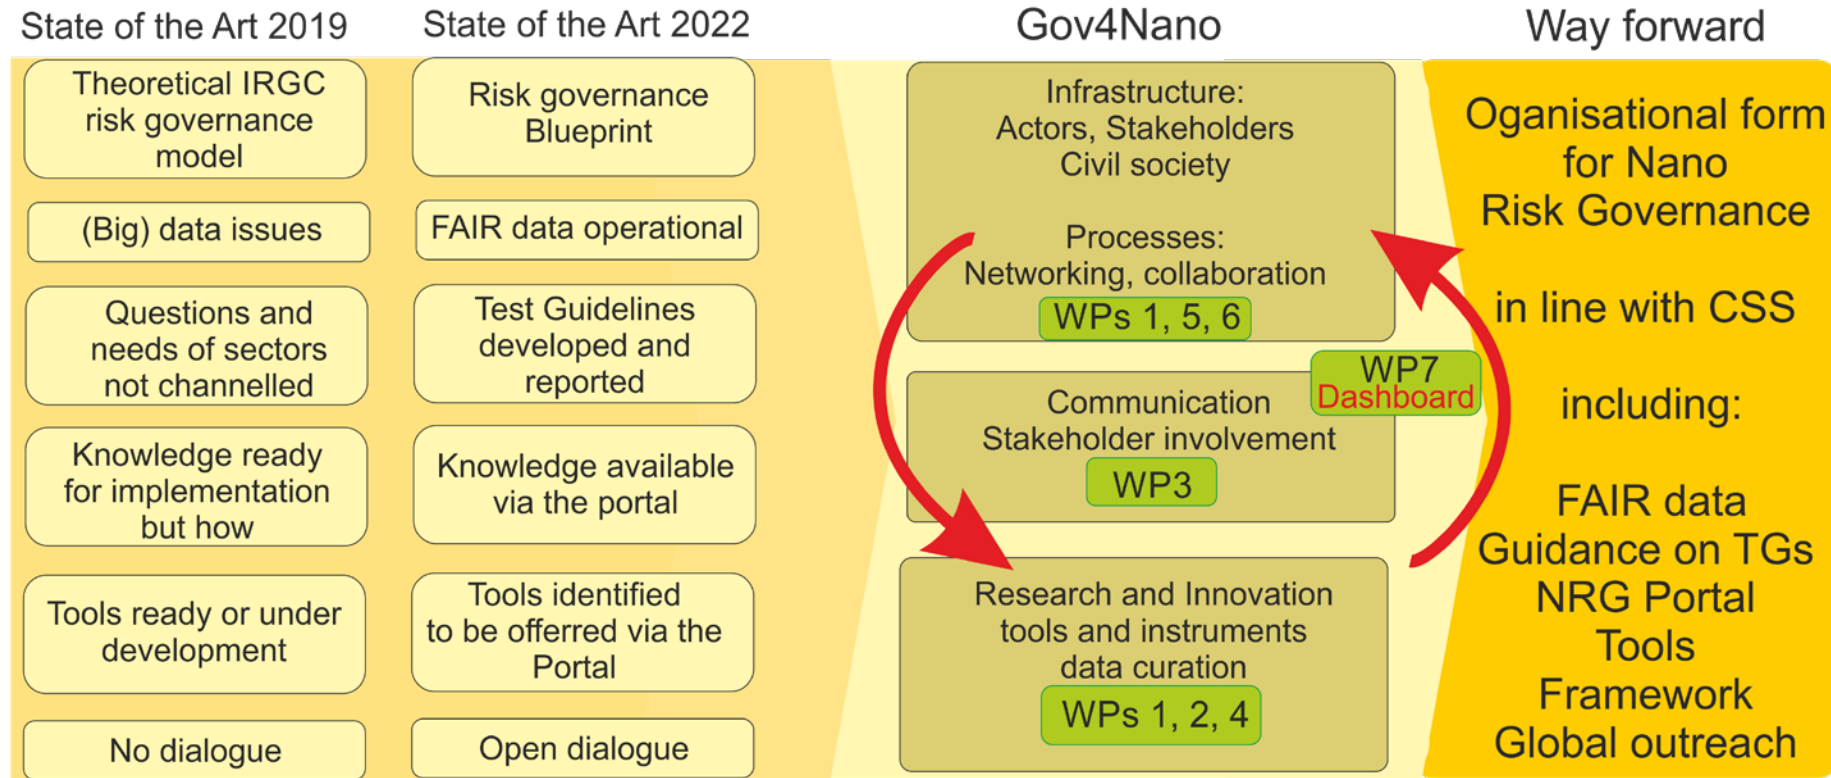 State of the Art 2019
State of the Art 2022
Gov4Nano
Way forward
Theoretical IRGC
risk governance
model
(Big) data issues
Questions and
needs of sectors
not channelled
Knowledge ready
for implementation
but how
Tools ready or under
development
No dialogue
Risk governance
Blueprint
FAIR data operational
Test Guidelines
developed and
reported
Knowledge available
via the portal
Tools identified
to be offerred via the
Portal
Open dialogue
Infrastructure:
Actors, Stakeholders
Civil society
Processes:
Networking, collaboration
WPs 1, 5, 6
WP7
Dashboard
Communication
Stakeholder involvement
WP3
Research and Innovation
tools and instruments
data curation
WPs 1, 2, 4
Oganisational form
for Nano
Risk Governance
in line with CSS
including:
FAIR data
Guidance on TGs
NRG Portal
Tools
Framework
Global outreach